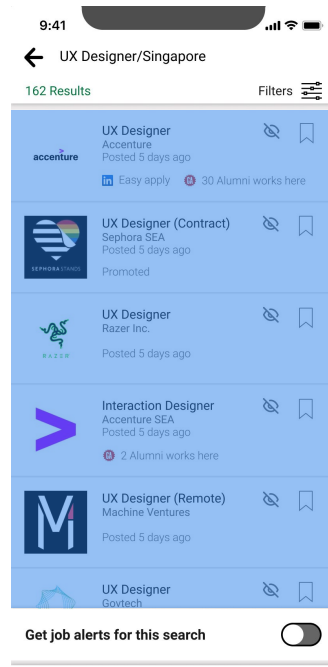 9:41
UX Designer/Singapore
162 Results
Filters
UX Designer
Accenture
Posted 5 days ago
accenture
in Easy apply
30 Alumni works here
UX Designer (Contract)
Sephora SEA
Posted 5 days ago
Promoted
SEPHORA STANDS
UX Designer
Razer Inc.
Posted 5 days ago
RAZER
Interaction Designer
Accenture SEA
Posted 5 days ago
2 Alumni works here
UX Designer (Remote)
Machine Ventures
Posted 5 days ago
M
UX Designer
Govtech
Get job alerts for this search